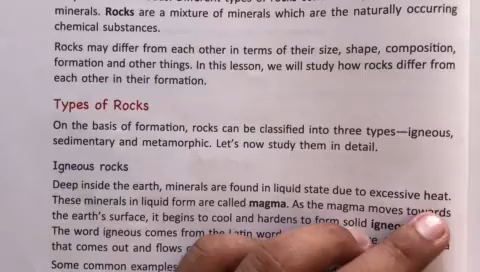 minerals. Rocks are a mixture of minerals which are the naturally occurring
chemical substances.
Rocks may differ from each other in terms of their size, shape, composition,
formation and other things. In this lesson, we will study how rocks differ from
each other in their formation.
Types of Rocks
On the basis of formation, rocks can be classified into three types—igneous,
sedimentary and metamorphic. Let's now study them in detail.
Igneous rocks
Deep inside the earth, minerals are found in liquid state due to excessive heat.
These minerals in liquid form are called magma. As the magma moves towards
the earth's surface, it begins to cool and hardens to form solid
The word igneous comes from the Latin word
that comes out and flows
Some common examples